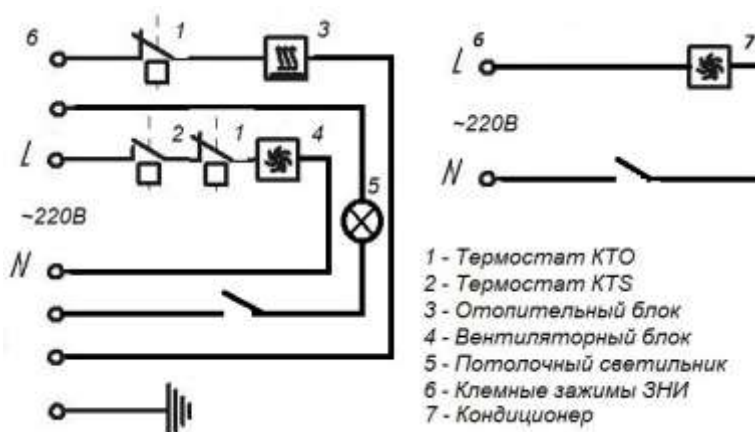 6 1 3
2 1 4
L
5
~220В
N
L 6 7
~220В
N
1 - Термостат КТО
2 - Термостат KTS
3 - Отопительный блок
4 - Вентиляторный блок
5 - Потолочный светильник
6 - Клемные зажимы ЗНИ
7 - Кондиционер